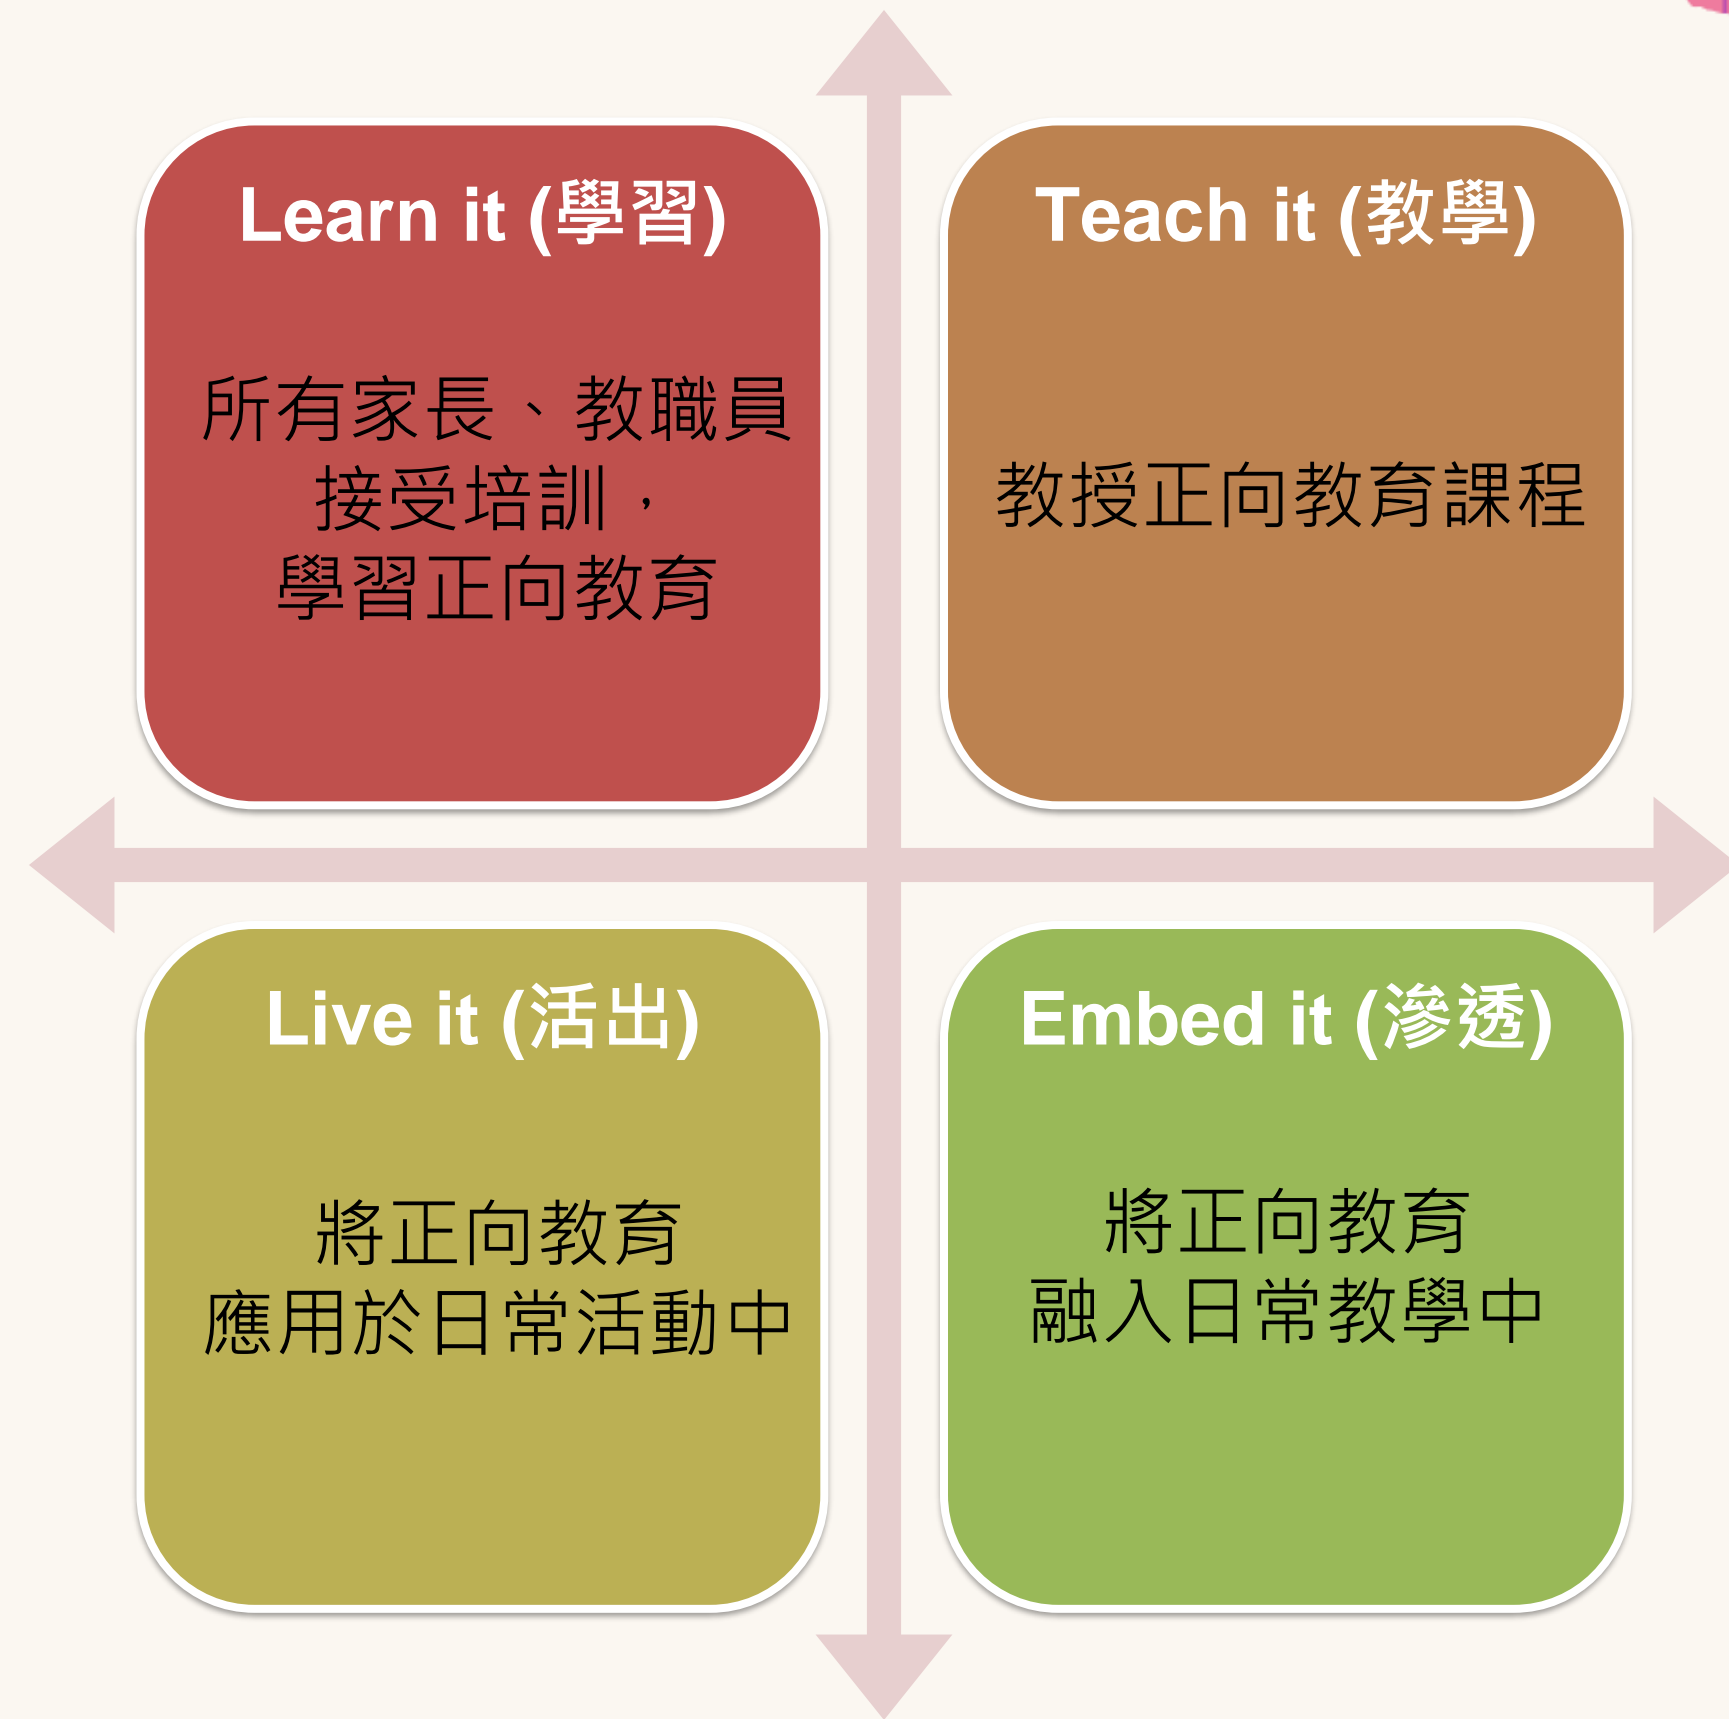 Learn it (學習)
所有家長、教職員
接受培訓，
學習正向教育
Teach it (教學)
教授正向教育課程
Live it (活出)
將正向教育
應用於日常活動中
Embed it (滲透)
將正向教育
融入日常教學中